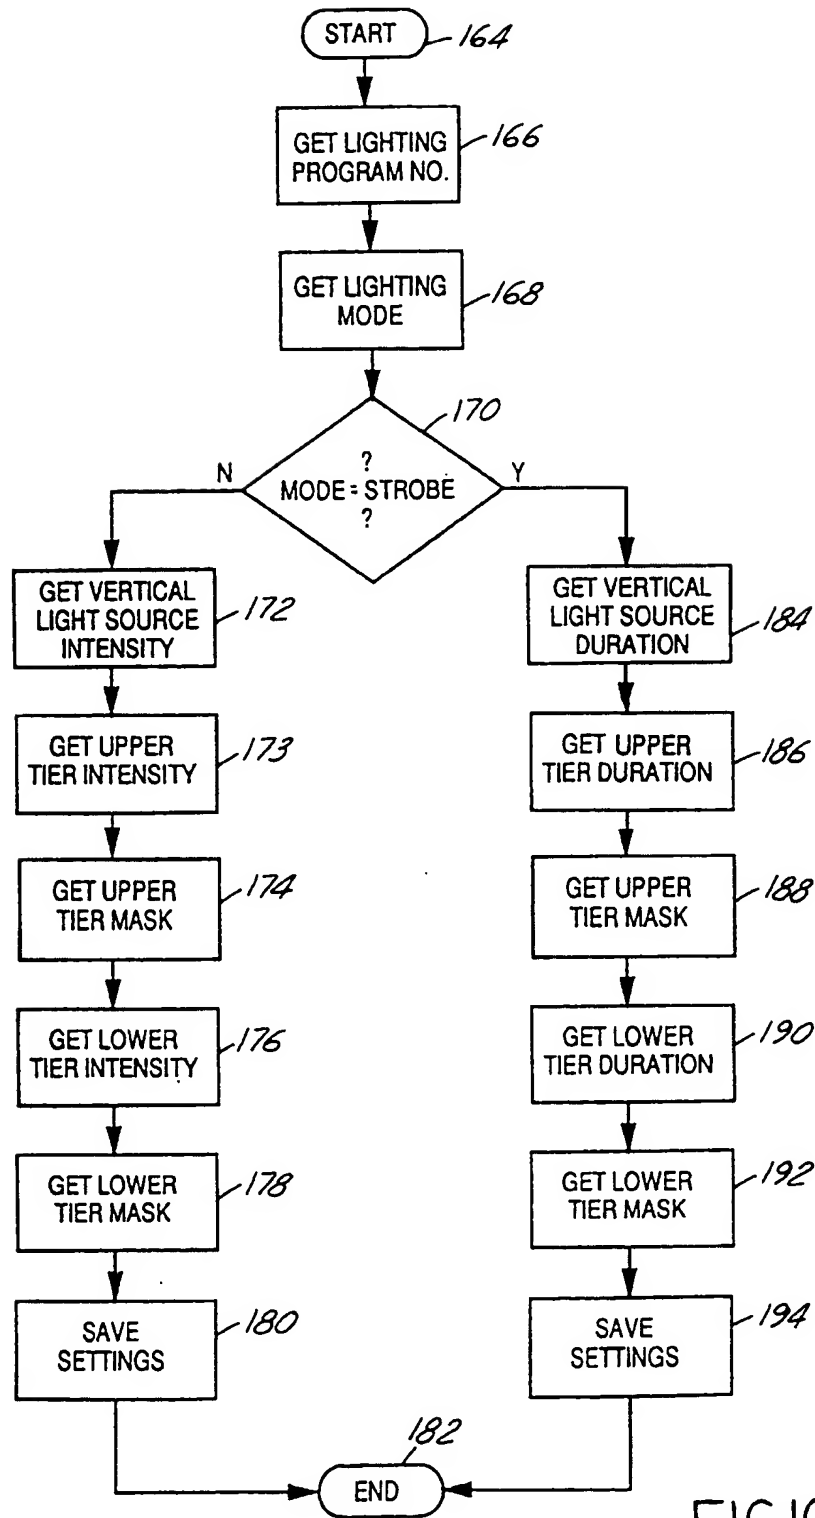 START
164
GET LIGHTING
PROGRAM NO.
166
GET LIGHTING
MODE
168
170
?
MODE = STROBE
?
N
Y
GET VERTICAL
LIGHT SOURCE
INTENSITY
172
GET UPPER
TIER INTENSITY
173
GET UPPER
TIER MASK
174
GET LOWER
TIER INTENSITY
176
GET LOWER
TIER MASK
178
SAVE
SETTINGS
180
GET VERTICAL
LIGHT SOURCE
DURATION
184
GET UPPER
TIER DURATION
186
GET UPPER
TIER MASK
188
GET LOWER
TIER DURATION
190
GET LOWER
TIER MASK
192
SAVE
SETTINGS
194
182
END